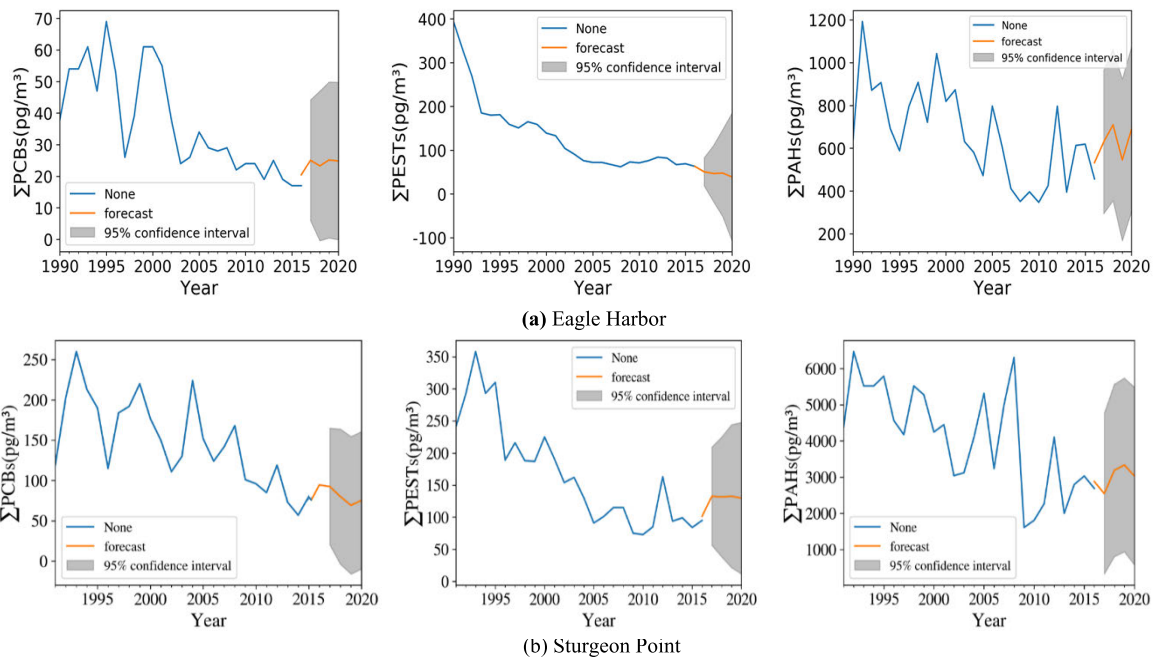 70
60
50
40
30
20
10
0
ΣPCBs(pg/m³)
None
forecast
95% confidence interval
1990 1995 2000 2005 2010 2015 2020
Year
400
300
200
100
0
-100
ΣPESTs(pg/m³)
None
forecast
95% confidence interval
1990 1995 2000 2005 2010 2015 2020
Year
1200
1000
800
600
400
200
ΣPAHs(pg/m³)
None
forecast
95% confidence interval
1990 1995 2000 2005 2010 2015 2020
Year
(a) Eagle Harbor
250
200
150
100
50
0
ΣPCBs(pg/m³)
None
forecast
95% confidence interval
1995 2000 2005 2010 2015 2020
Year
350
300
250
200
150
100
50
0
ΣPESTs(pg/m³)
None
forecast
95% confidence interval
1995 2000 2005 2010 2015 2020
Year
6000
5000
4000
3000
2000
1000
ΣPAHs(pg/m³)
None
forecast
95% confidence interval
1995 2000 2005 2010 2015 2020
Year
(b) Sturgeon Point